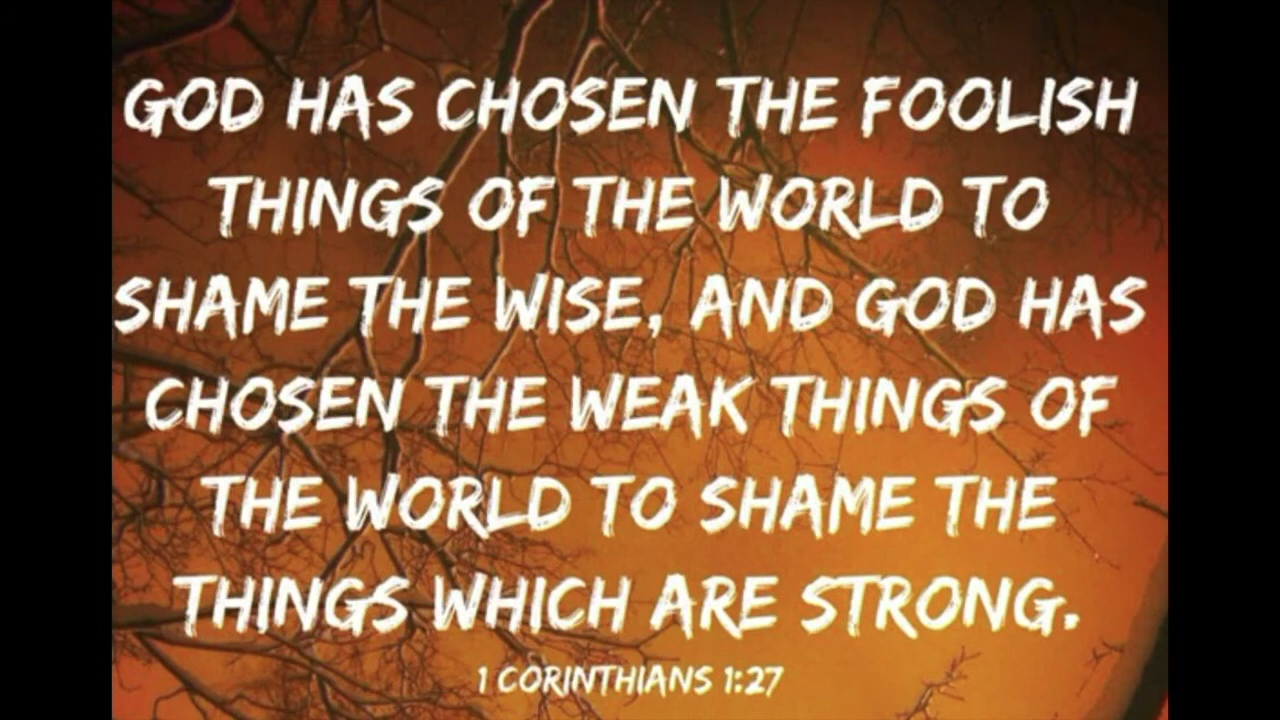 GOD HAS CHOSEN THE FOOLISH
THINGS OF THE WORLD TO
SHAME THE WISE, AND GOD HAS
CHOSEN THE WEAK THINGS OF
THE WORLD TO SHAME THE
THINGS WHICH ARE STRONG.
1 CORINTHIANS 1:27